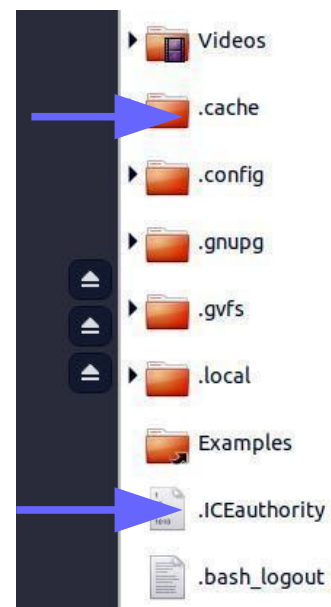 Videos
.cache
.config
.gnupg
.gvfs
.local
Examples
.ICEauthority
.bash_logout